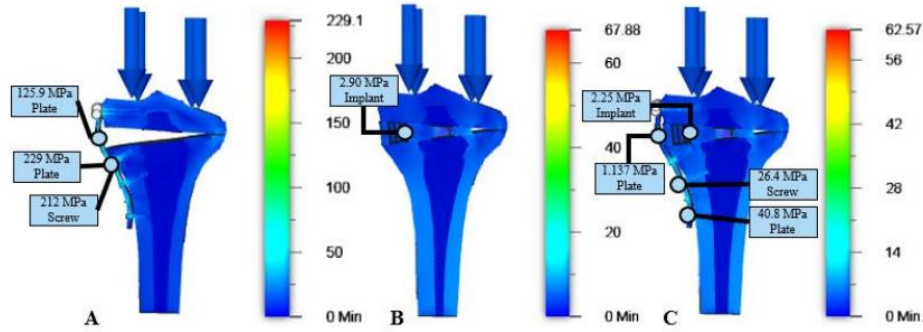 229.1
200
150
100
50
0 Min
125.9 MPa
Plate
229 MPa
Plate
212 MPa
Screw
A
67.88
60
40
20
0 Min
2.90 MPa
Implant
B
62.57
56
42
28
14
0 Min
2.25 MPa
Implant
1.137 MPa
Plate
26.4 MPa
Screw
40.8 MPa
Plate
C